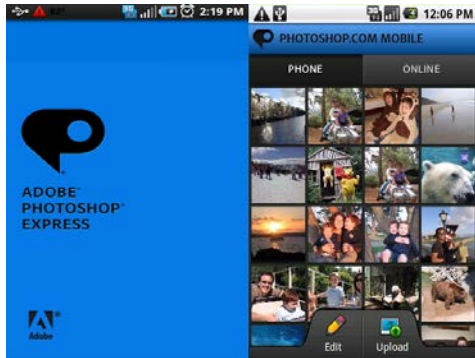 2:19 PM
ADOBE®
PHOTOSHOP®
EXPRESS
Adobe
12:06 PM
PHOTOSHOP.COM MOBILE
PHONE
ONLINE
Edit
Upload